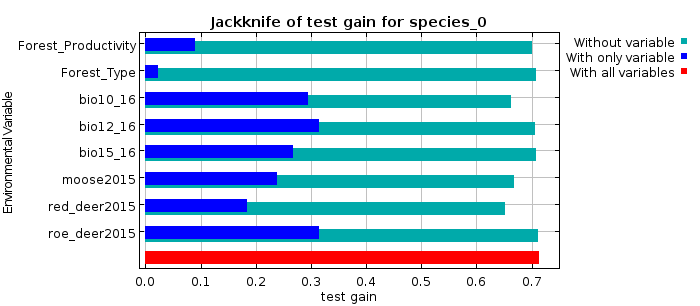 Jackknife of test gain for species_0
Environmental Variable
Forest_Productivity
Forest_Type
bio10_16
bio12_16
bio15_16
moose2015
red_deer2015
roe_deer2015
0.0 0.1 0.2 0.3 0.4 0.5 0.6 0.7
test gain
Without variable
With only variable
With all variables